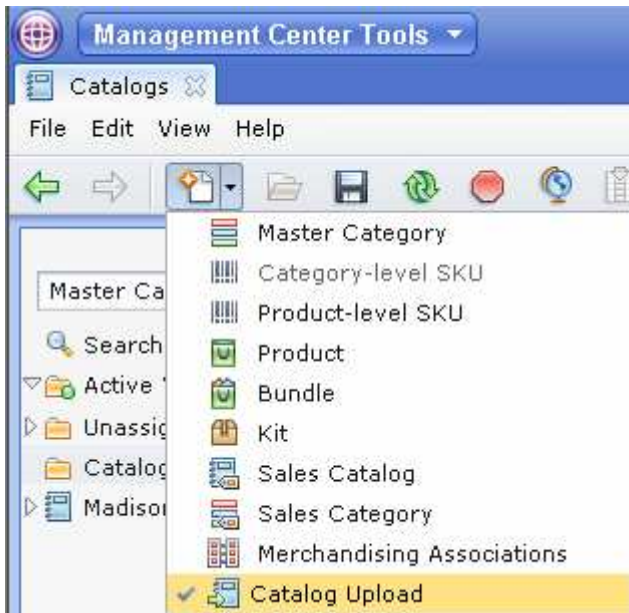 Management Center Tools
Catalogs
File Edit View Help
Master Category
Category-level SKU
Master Ca
Product-level SKU
Search
Product
Active
Bundle
Unassig
Kit
Catalog
Sales Catalog
Madison
Sales Category
Merchandising Associations
Catalog Upload